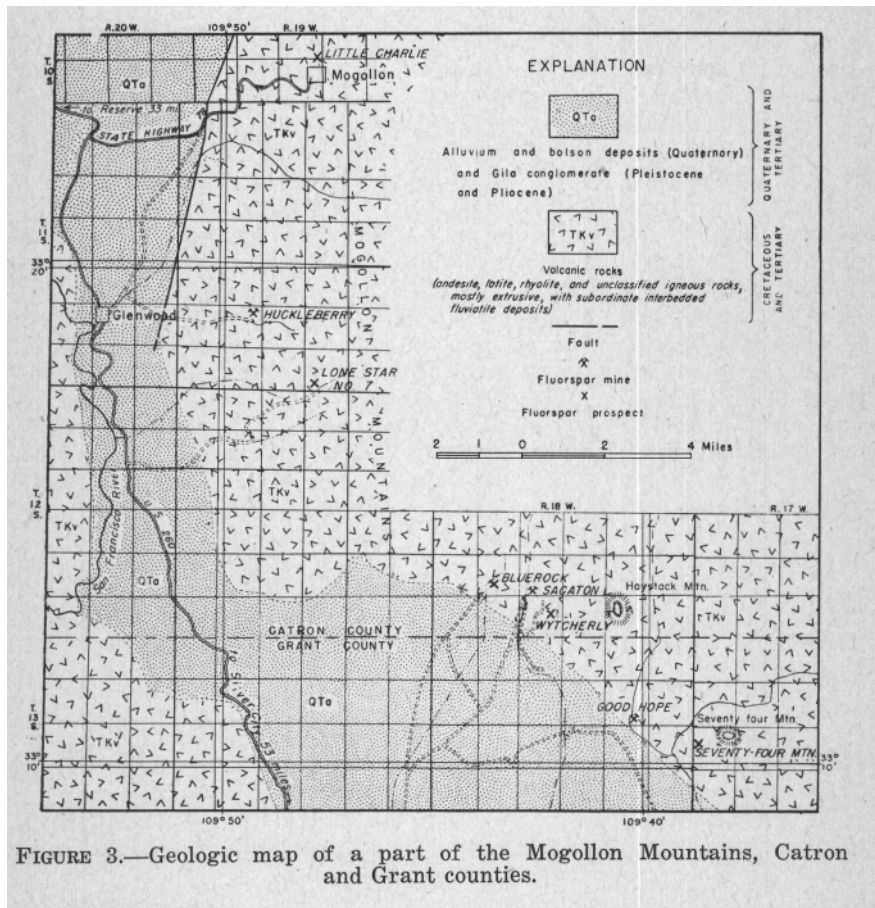 R.20 W. 109°50' R.19 W.
T. 10 S.
LITTLE CHARLIE
Mogollon
QTa
to Reserve 33 mi.
STATE HIGHWAY
TKv
T. 11 S.
33° 20'
MOGOLLON MOUNTAINS
Glenwood
HUCKLEBERRY
LONE STAR
NO. 7
TKv
T. 12 S.
TKv
San Francisco River
U.S. 260
QTa
EXPLANATION
QTa
Alluvium and bolson deposits (Quaternary)
and Gila conglomerate (Pleistocene
and Pliocene)
QUATERNARY AND
TERTIARY
TKv
Volcanic rocks
(andesite, latite, rhyolite, and unclassified igneous rocks,
mostly extrusive, with subordinate interbedded
fluviatile deposits)
CRETACEOUS
AND TERTIARY
Fault
Fluorspar mine
Fluorspar prospect
2 1 0 2 4 Miles
R.18 W. R.17 W.
BLUEROCK
SACATON
Haystack Mtn.
WYTCHERLY
TKv
CATRON COUNTY
GRANT COUNTY
to Silver City 53 miles
QTa
T. 13 S.
TKv
GOOD HOPE
Seventy four Mtn.
SEVENTY-FOUR MTN.
33° 10'
33° 10'
109°50' 109°40'
FIGURE 3.—Geologic map of a part of the Mogollon Mountains, Catron
and Grant counties.